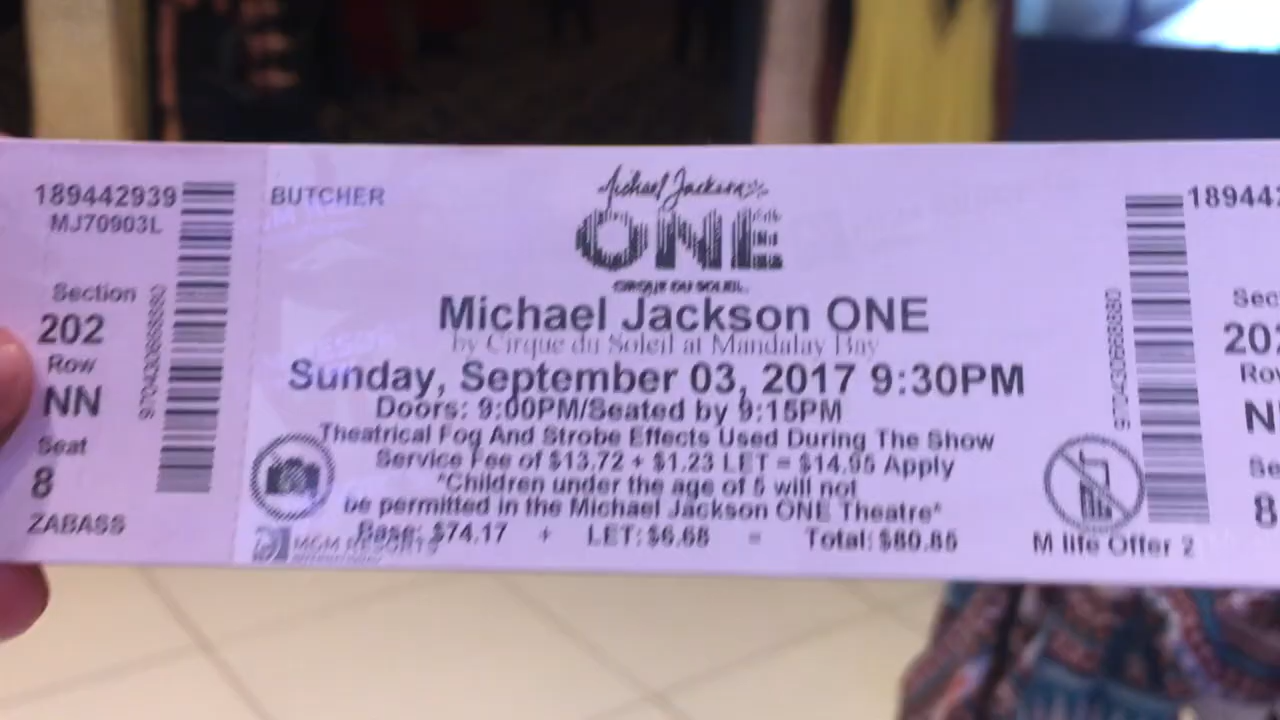 189442939
MJ70903L
Section
202
Row
NN
Seat
8
ZABASS
BUTCHER
Michael Jackson
ONE
CIRQUE DU SOLEIL
Michael Jackson ONE
by Cirque du Soleil at Mandalay Bay
Sunday, September 03, 2017 9:30PM
Doors: 9:00PM/Seated by 9:15PM
Theatrical Fog And Strobe Effects Used During The Show
Service Fee of $13.72 + $1.23 LET = $14.95 Apply
*Children under the age of 5 will not
be permitted in the Michael Jackson ONE Theatre*
Base: $74.17 + LET: $6.68 = Total: $80.85
MGM RESORTS
M life Offer 2
189442
Sec
202
Row
N
Se
8